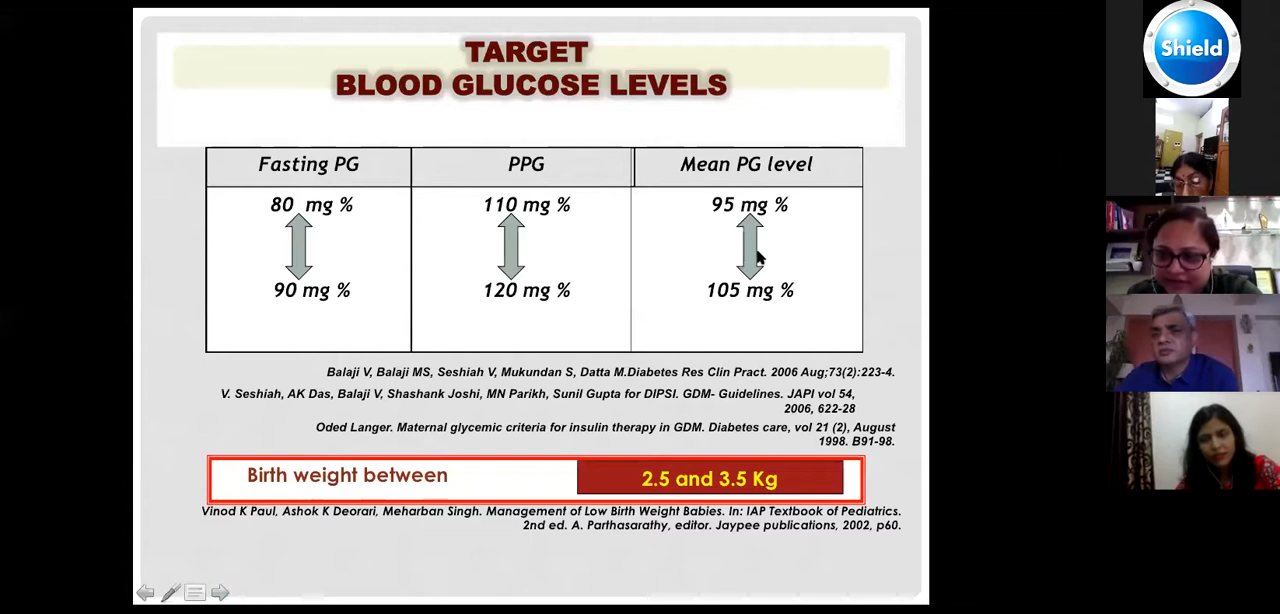 TARGET
BLOOD GLUCOSE LEVELS
Fasting PG PPG Mean PG level
80 mg % 110 mg % 95 mg %
90 mg % 120 mg % 105 mg %
Balaji V, Balaji MS, Seshiah V, Mukundan S, Datta M.Diabetes Res Clin Pract. 2006 Aug;73(2):223-4.
V. Seshiah, AK Das, Balaji V, Shashank Joshi, MN Parikh, Sunil Gupta for DIPSI. GDM- Guidelines. JAPI vol 54,
2006, 622-28
Oded Langer. Maternal glycemic criteria for insulin therapy in GDM. Diabetes care, vol 21 (2), August
1998. B91-98.
Birth weight between 2.5 and 3.5 Kg
Vinod K Paul, Ashok K Deorari, Meharban Singh. Management of Low Birth Weight Babies. In: IAP Textbook of Pediatrics.
2nd ed. A. Parthasarathy, editor. Jaypee publications, 2002, p60.
Shield